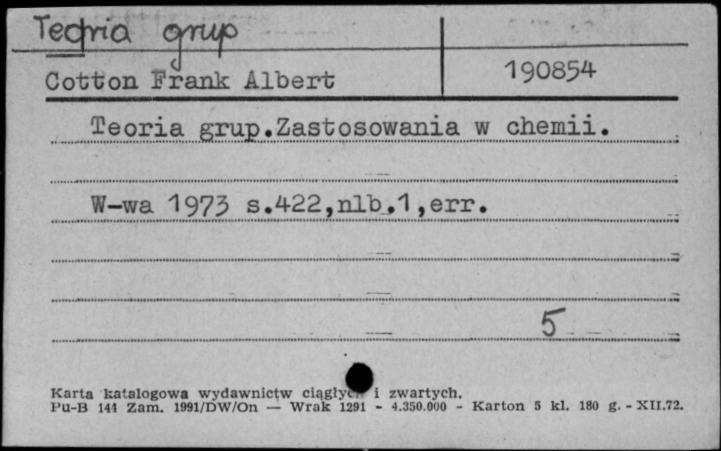 Teoria grup
Cotton Frank Albert 190854
Teoria grup.Zastosowania w chemii.
W-wa 1973 s.422,nlb.1,err.
5
Karta katalogowa wydawnictw ciągłych i zwartych.
Pu-B 144 Zam. 1991/DW/On — Wrak 1291 - 4.350.000 - Karton 5 kl. 180 g. - XII.72.